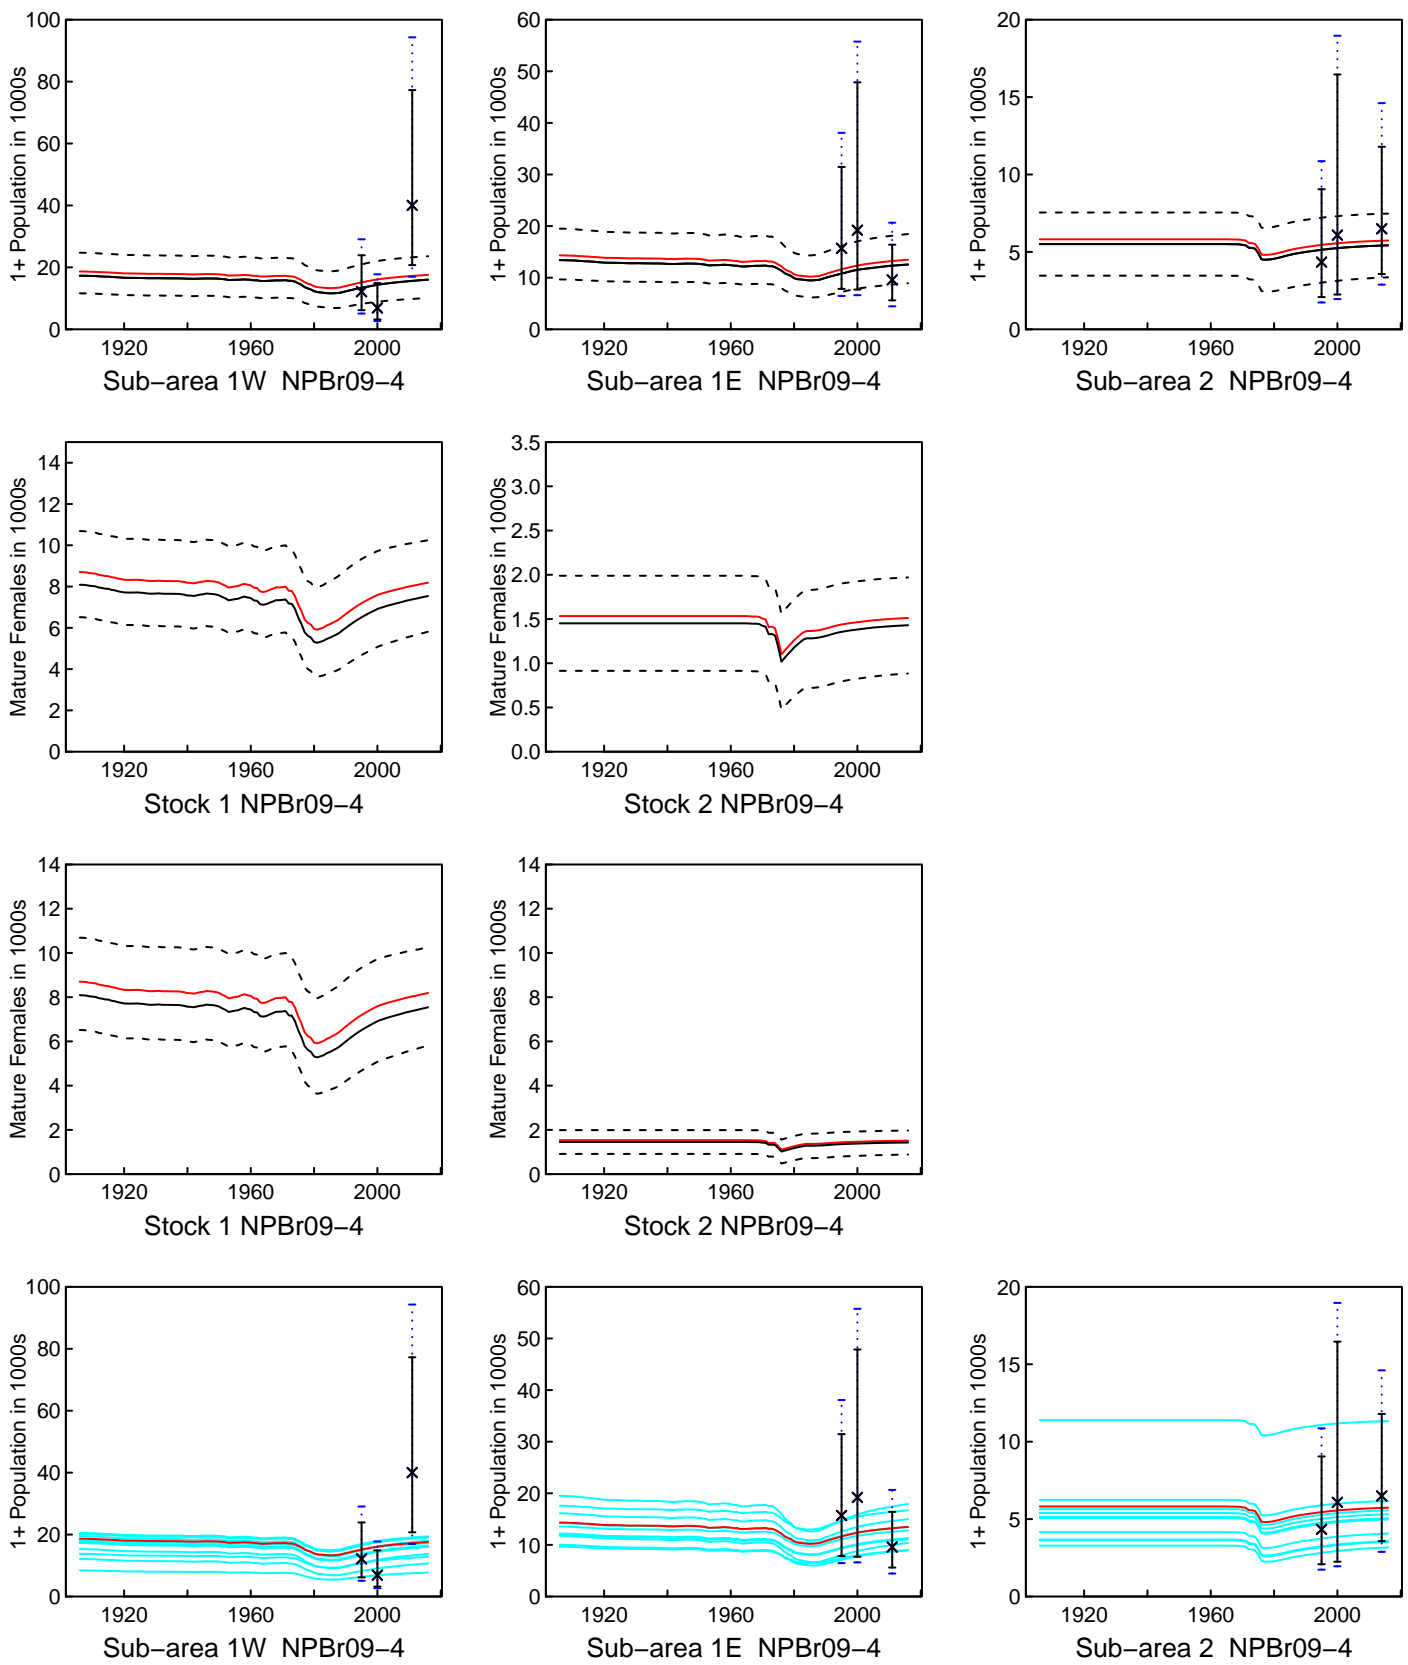 1+ Population in 1000s
100
80
60
40
20
0
1920 1960 2000
Sub-area 1W NPBr09-4
1+ Population in 1000s
60
50
40
30
20
10
0
1920 1960 2000
Sub-area 1E NPBr09-4
1+ Population in 1000s
20
15
10
5
0
1920 1960 2000
Sub-area 2 NPBr09-4
Mature Females in 1000s
14
12
10
8
6
4
2
0
1920 1960 2000
Stock 1 NPBr09-4
Mature Females in 1000s
3.5
3.0
2.5
2.0
1.5
1.0
0.5
0.0
1920 1960 2000
Stock 2 NPBr09-4
Mature Females in 1000s
14
12
10
8
6
4
2
0
1920 1960 2000
Stock 1 NPBr09-4
Mature Females in 1000s
14
12
10
8
6
4
2
0
1920 1960 2000
Stock 2 NPBr09-4
1+ Population in 1000s
100
80
60
40
20
0
1920 1960 2000
Sub-area 1W NPBr09-4
1+ Population in 1000s
60
50
40
30
20
10
0
1920 1960 2000
Sub-area 1E NPBr09-4
1+ Population in 1000s
20
15
10
5
0
1920 1960 2000
Sub-area 2 NPBr09-4